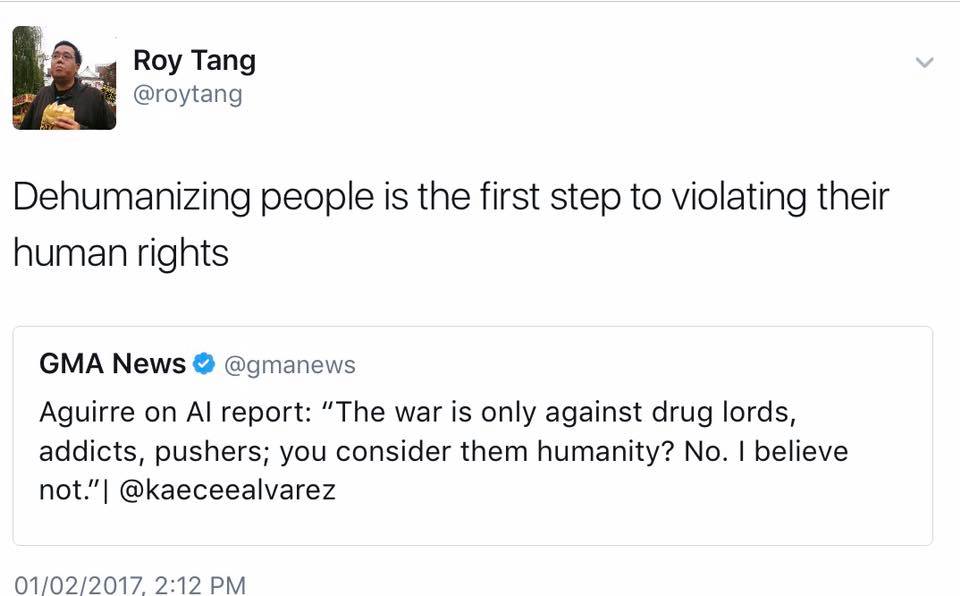 Roy Tang
@roytang
Dehumanizing people is the first step to violating their
human rights
GMA News @gmanews
Aguirre on AI report: “The war is only against drug lords,
addicts, pushers; you consider them humanity? No. I believe
not.”| @kaeceealvarez
01/02/2017, 2:12 PM